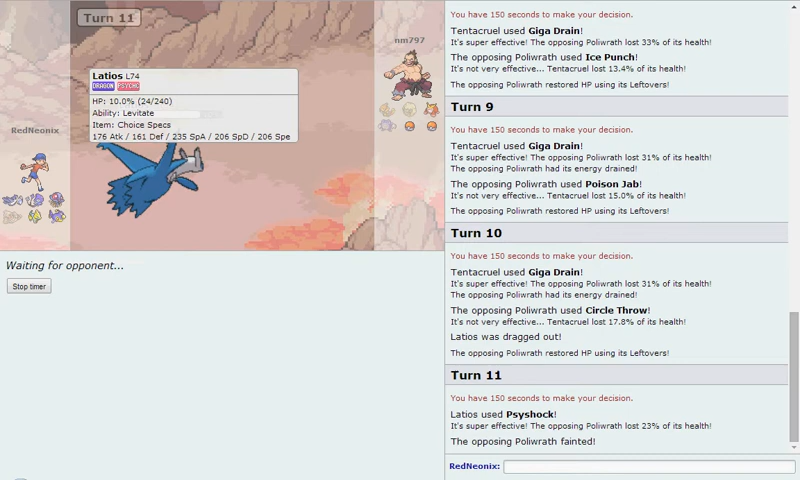 Turn 11
nm797
Latios L74
DRAGON PSYCHC
HP: 10.0% (24/240)
Ability: Levitate
Item: Choice Specs
176 Atk / 161 Def / 235 SpA / 206 SpD / 206 Spe
RedNeonix
Waiting for opponent...
Stop timer
You have 150 seconds to make your decision.
Tentacruel used Giga Drain!
It's super effective! The opposing Poliwrath lost 33% of its health!
The opposing Poliwrath used Ice Punch!
It's not very effective... Tentacruel lost 13.4% of its health!
The opposing Poliwrath restored HP using its Leftovers!
Turn 9
You have 150 seconds to make your decision.
Tentacruel used Giga Drain!
It's super effective! The opposing Poliwrath lost 31% of its health!
The opposing Poliwrath had its energy drained!
The opposing Poliwrath used Poison Jab!
It's not very effective... Tentacruel lost 15.0% of its health!
The opposing Poliwrath restored HP using its Leftovers!
Turn 10
You have 150 seconds to make your decision.
Tentacruel used Giga Drain!
It's super effective! The opposing Poliwrath lost 31% of its health!
The opposing Poliwrath had its energy drained!
The opposing Poliwrath used Circle Throw!
It's not very effective... Tentacruel lost 17.8% of its health!
Latios was dragged out!
The opposing Poliwrath restored HP using its Leftovers!
Turn 11
You have 150 seconds to make your decision.
Latios used Psyshock!
It's super effective! The opposing Poliwrath lost 23% of its health!
The opposing Poliwrath fainted!
RedNeonix: